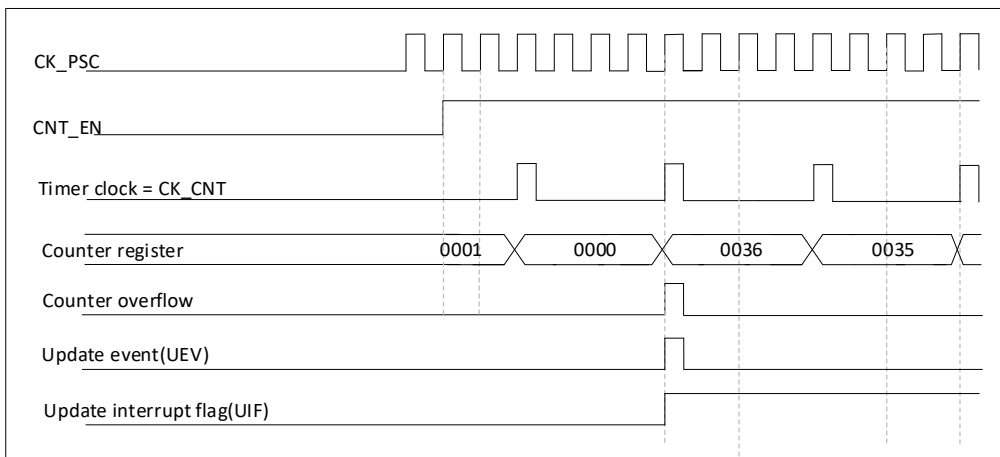 CK_PSC
CNT_EN
Timer clock = CK_CNT
Counter register 0001 0000 0036 0035
Counter overflow
Update event(UEV)
Update interrupt flag(UIF)